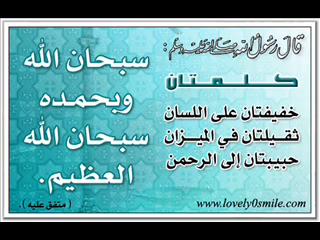 قال رسول الله صلى الله عليه وسلم :
كلمتان
خفيفتان على اللسان
ثقيلتان في الميزان
حبيبتان إلى الرحمن
سبحان الله
وبحمده
سبحان الله
العظيم.
( متفق عليه ).
www.lovely0smile.com